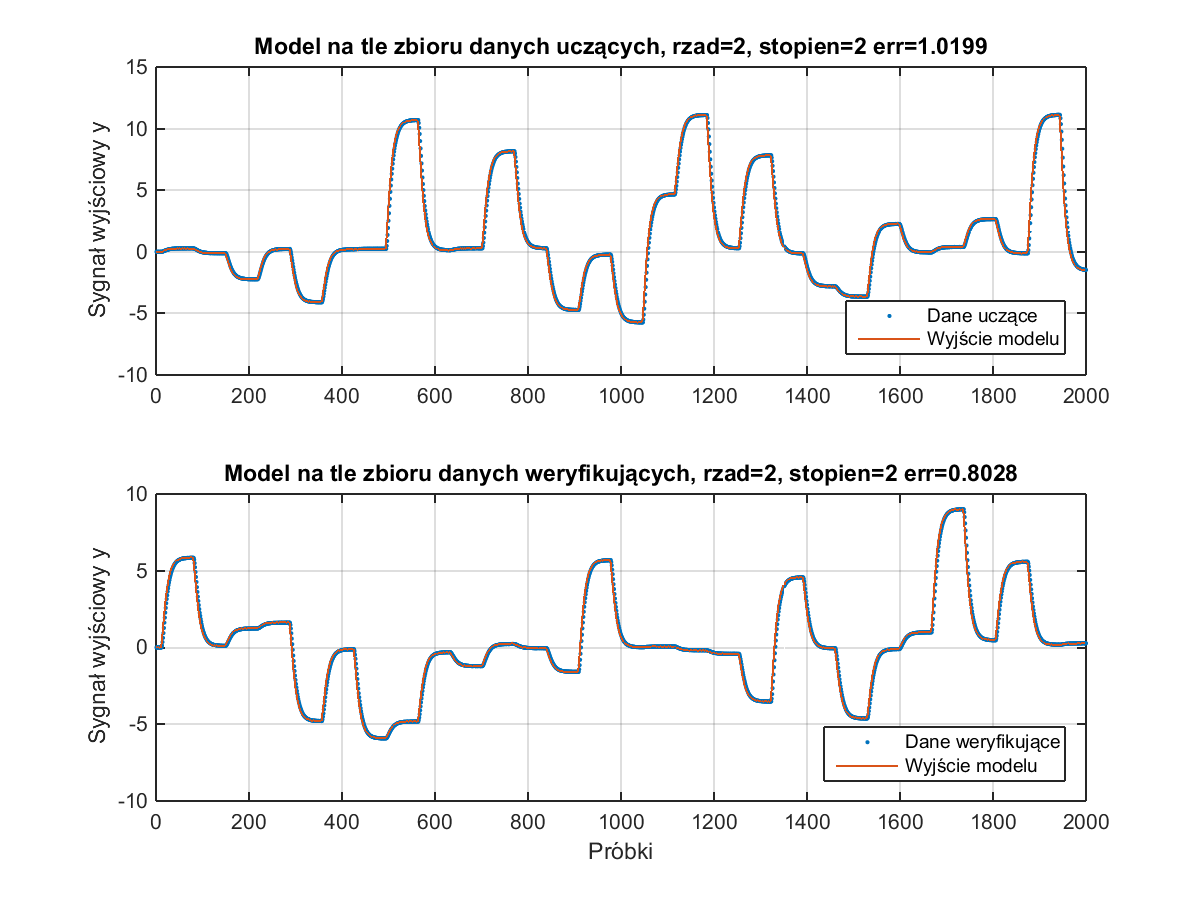 Model na tle zbioru danych uczących, rzad=2, stopien=2 err=1.0199
Sygnał wyjściowy y
15
10
5
0
-5
-10
0 200 400 600 800 1000 1200 1400 1600 1800 2000
Dane uczące
Wyjście modelu
Model na tle zbioru danych weryfikujących, rzad=2, stopien=2 err=0.8028
Sygnał wyjściowy y
10
5
0
-5
-10
0 200 400 600 800 1000 1200 1400 1600 1800 2000
Dane weryfikujące
Wyjście modelu
Próbki